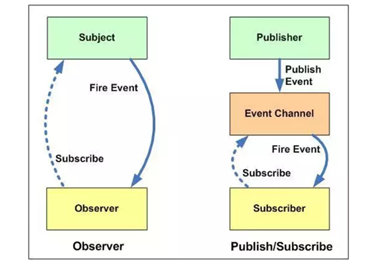 Subject
Fire Event
Subscribe
Observer
Observer
Publisher
Publish
Event
Event Channel
Fire Event
Subscribe
Subscriber
Publish/Subscribe